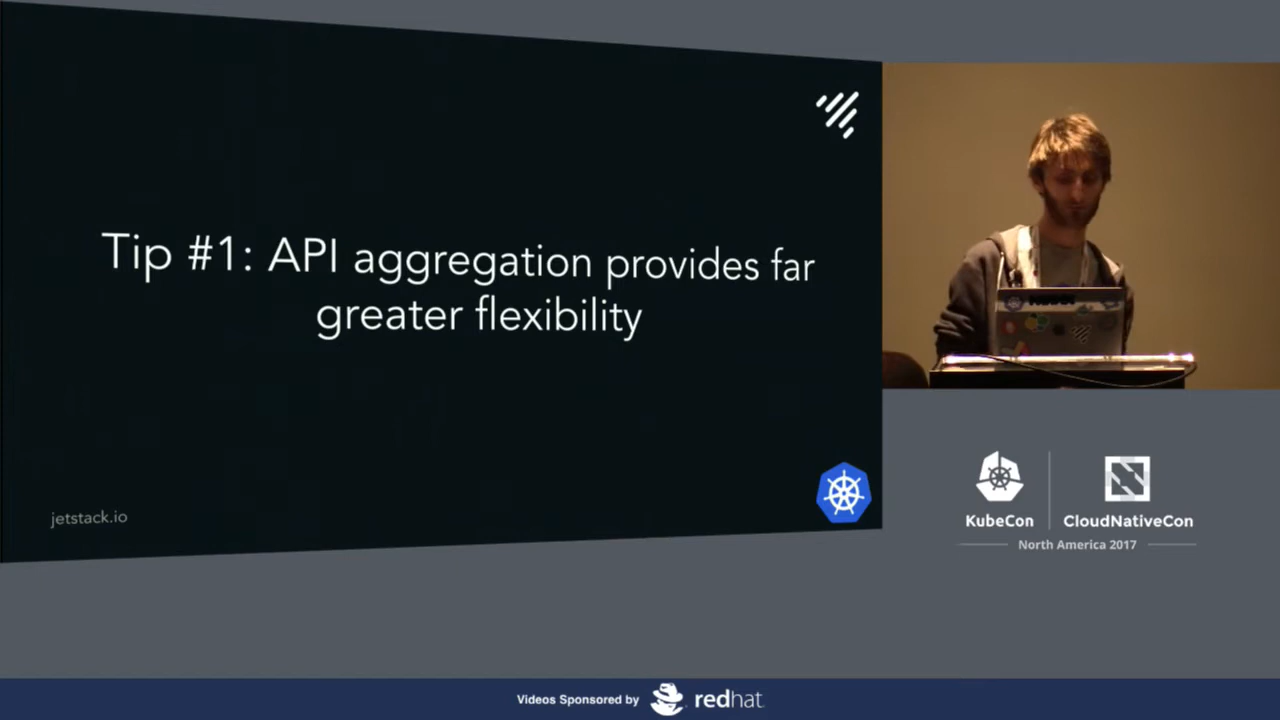 Tip #1: API aggregation provides far
greater flexibility
jetstack.io
KubeCon
CloudNativeCon
North America 2017
Videos Sponsored by
redhat